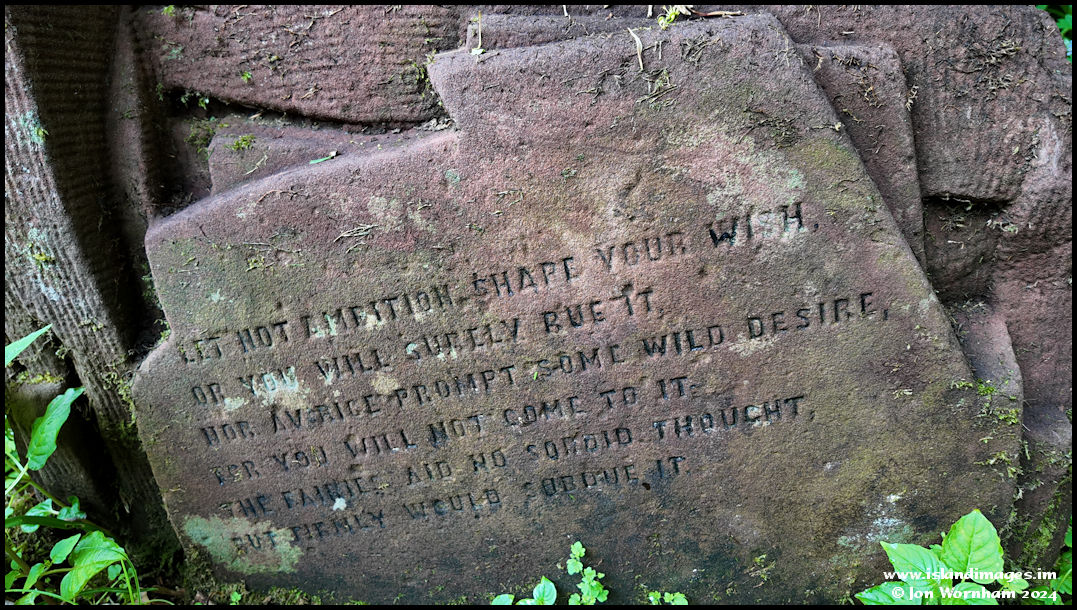 LET NOT AMBITION SHAPE YOUR WISH,
OR YOU WILL SURELY RUE IT,
NOR AVARICE PROMPT SOME WILD DESIRE,
FOR YOU WILL NOT COME TO IT.
THE FAIRIES AID NO SORDID THOUGHT,
BUT FIRMLY WOULD SUBDUE IT.
www.islandimages.im
© Jon Wornham 2024